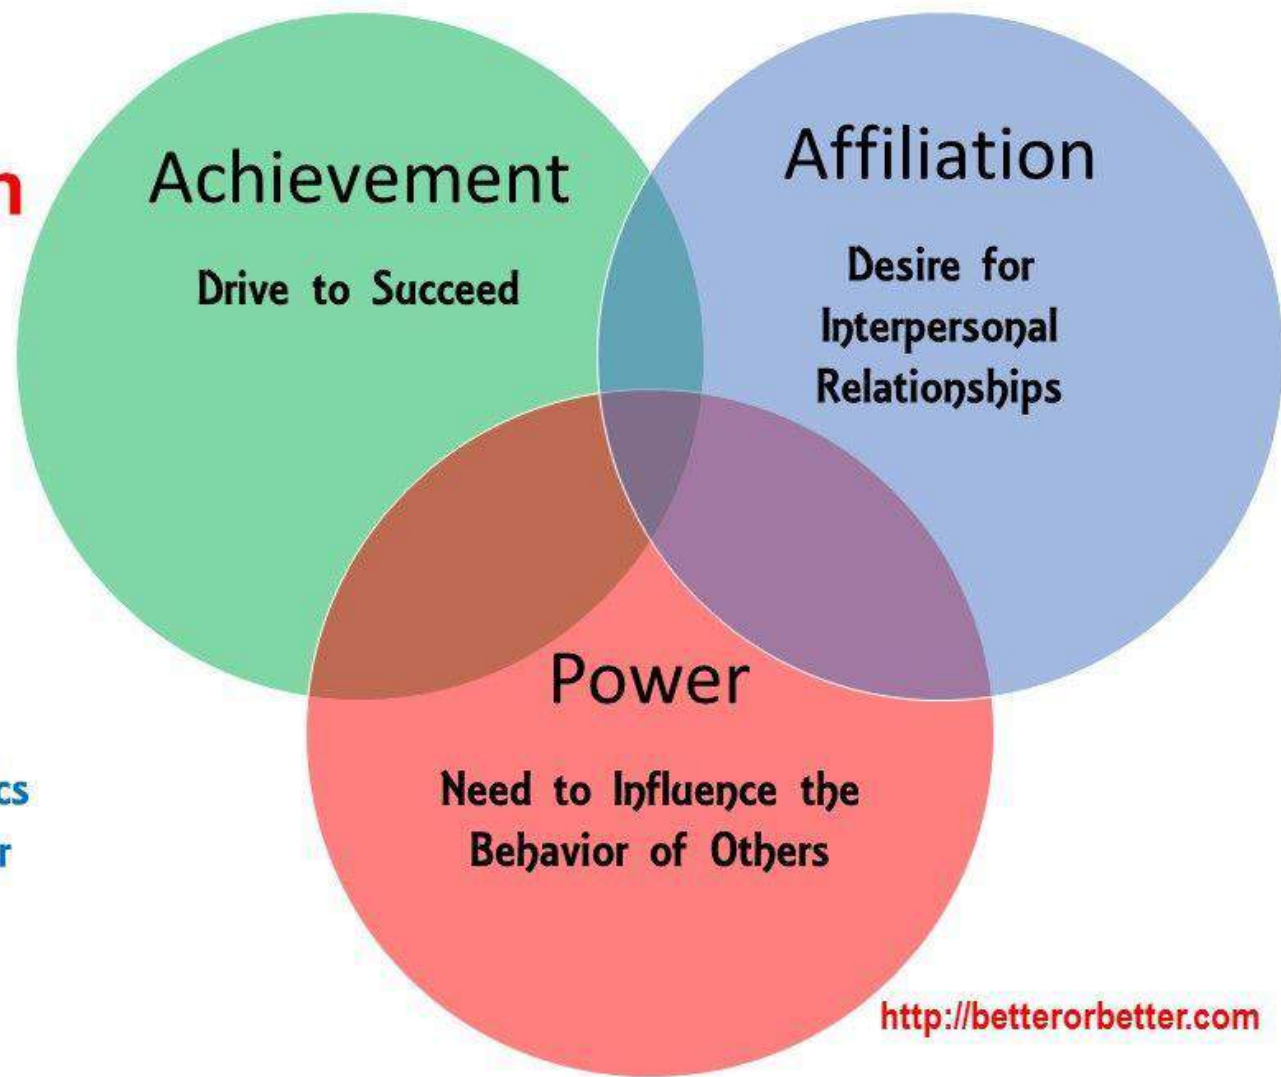 Achievement
Drive to Succeed
Affiliation
Desire for
Interpersonal
Relationships
Power
Need to Influence the
Behavior of Others
http://betterorbetter.com